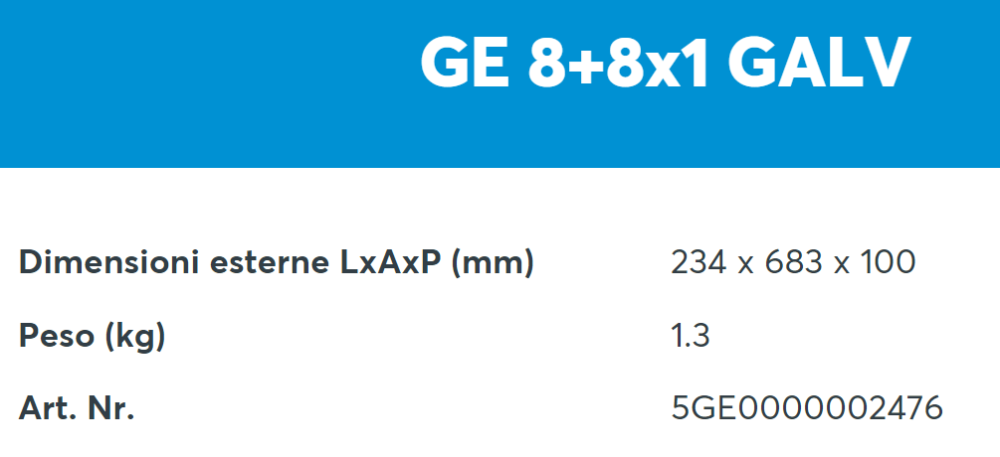 GE 8+8x1 GALV
Dimensioni esterne LxAxP (mm) 234 x 683 x 100
Peso (kg) 1.3
Art. Nr. 5GE0000002476